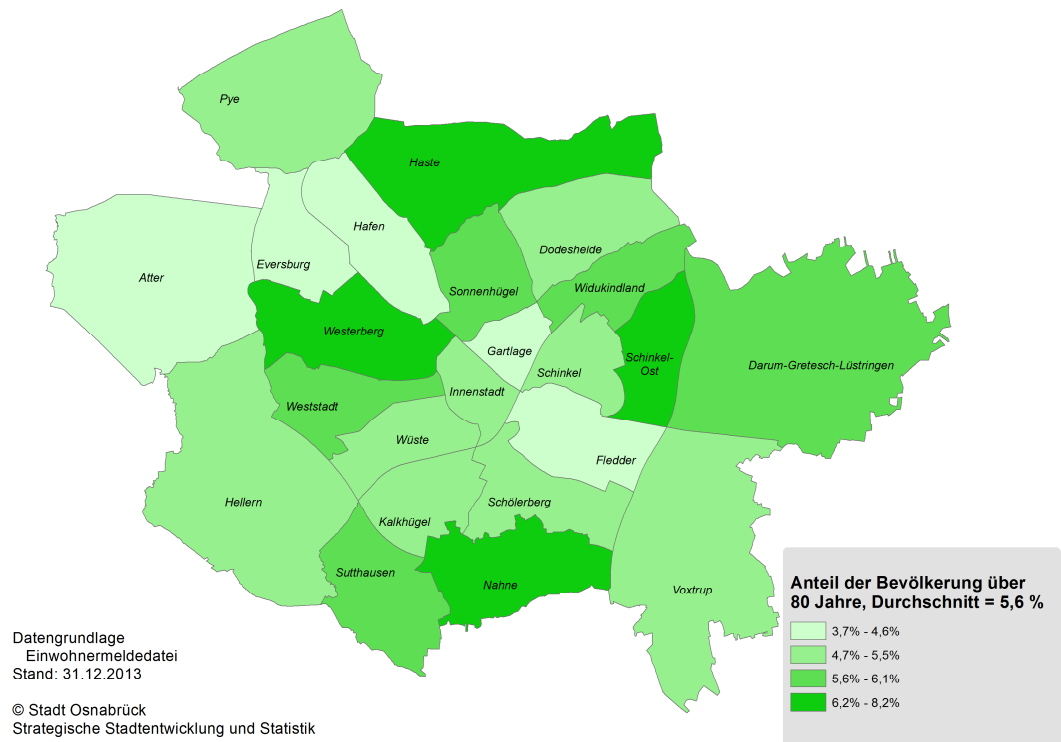 Pye
Haste
Hafen
Dodesheide
Atter
Eversburg
Sonnenhügel
Widukindland
Westerberg
Gartlage
Schinkel
Schinkel-
Ost
Darum-Gretesch-Lüstringen
Innenstadt
Weststadt
Wüste
Fledder
Hellern
Schölerberg
Kalkhügel
Sutthausen
Nahne
Voxtrup
Anteil der Bevölkerung über
80 Jahre, Durchschnitt = 5,6 %
3,7% - 4,6%
4,7% - 5,5%
5,6% - 6,1%
6,2% - 8,2%
Datengrundlage
Einwohnermeldedatei
Stand: 31.12.2013
© Stadt Osnabrück
Strategische Stadtentwicklung und Statistik